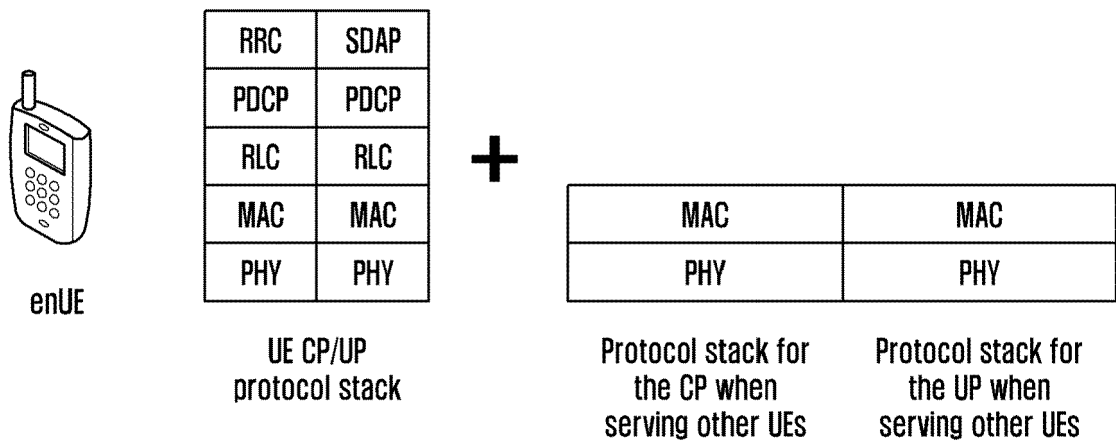 RRC SDAP
PDCP PDCP
RLC RLC
MAC MAC
PHY PHY
enUE
UE CP/UP
protocol stack
+
MAC MAC
PHY PHY
Protocol stack for
the CP when
serving other UEs
Protocol stack for
the UP when
serving other UEs